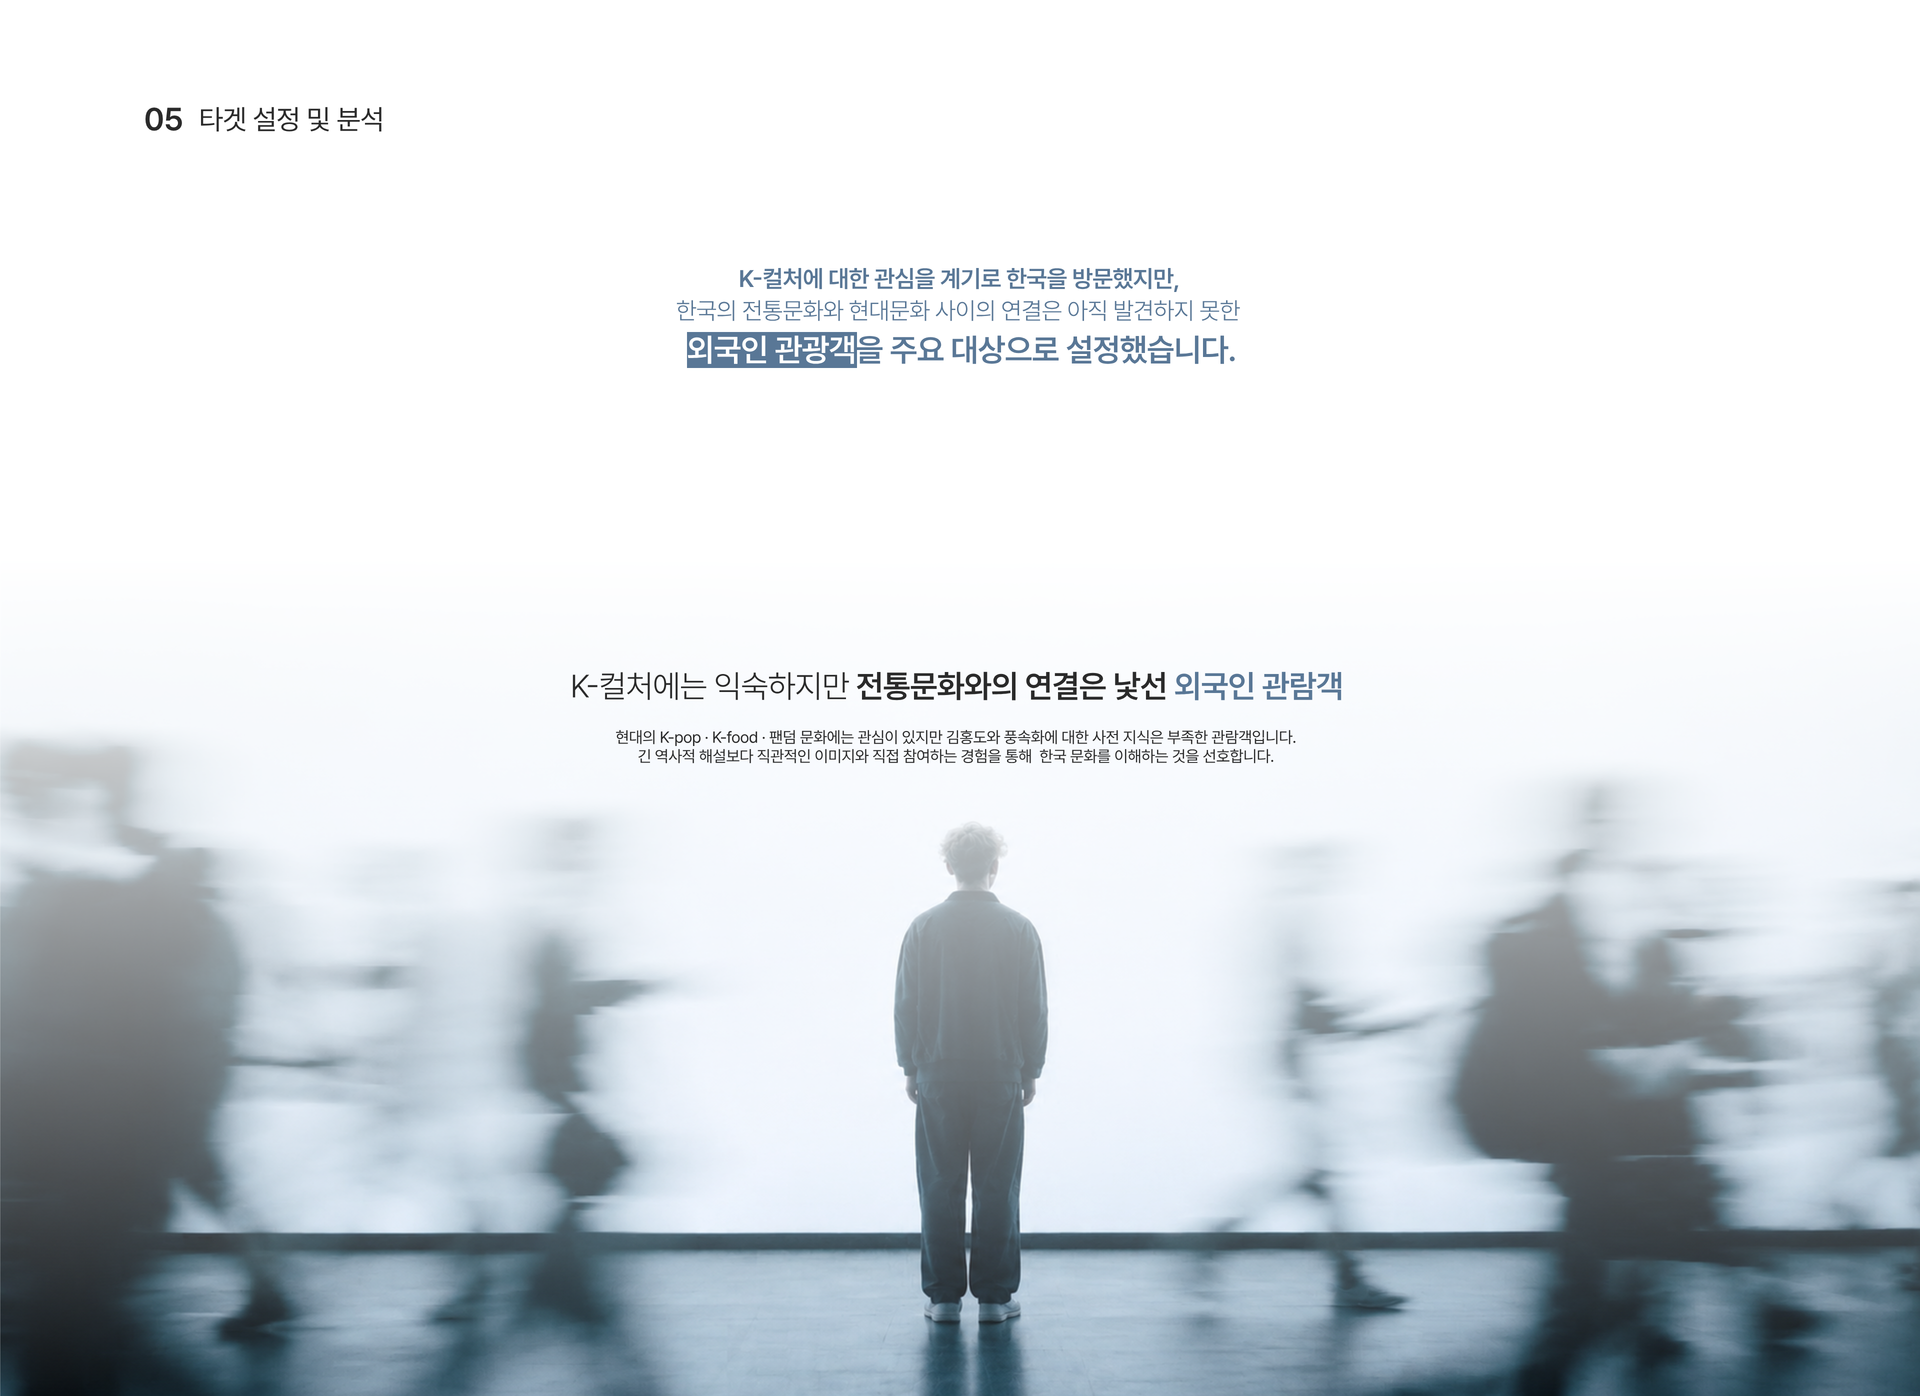 05 타겟 설정 및 분석
K-컬처에 대한 관심을 계기로 한국을 방문했지만,
한국의 전통문화와 현대문화 사이의 연결은 아직 발견하지 못한
외국인 관광객을 주요 대상으로 설정했습니다.
K-컬처에는 익숙하지만 전통문화와의 연결은 낯선 외국인 관람객
현대의 K-pop · K-food · 팬덤 문화에는 관심이 있지만 김홍도와 풍속화에 대한 사전 지식은 부족한 관람객입니다.
긴 역사적 해설보다 직관적인 이미지와 직접 참여하는 경험을 통해 한국 문화를 이해하는 것을 선호합니다.